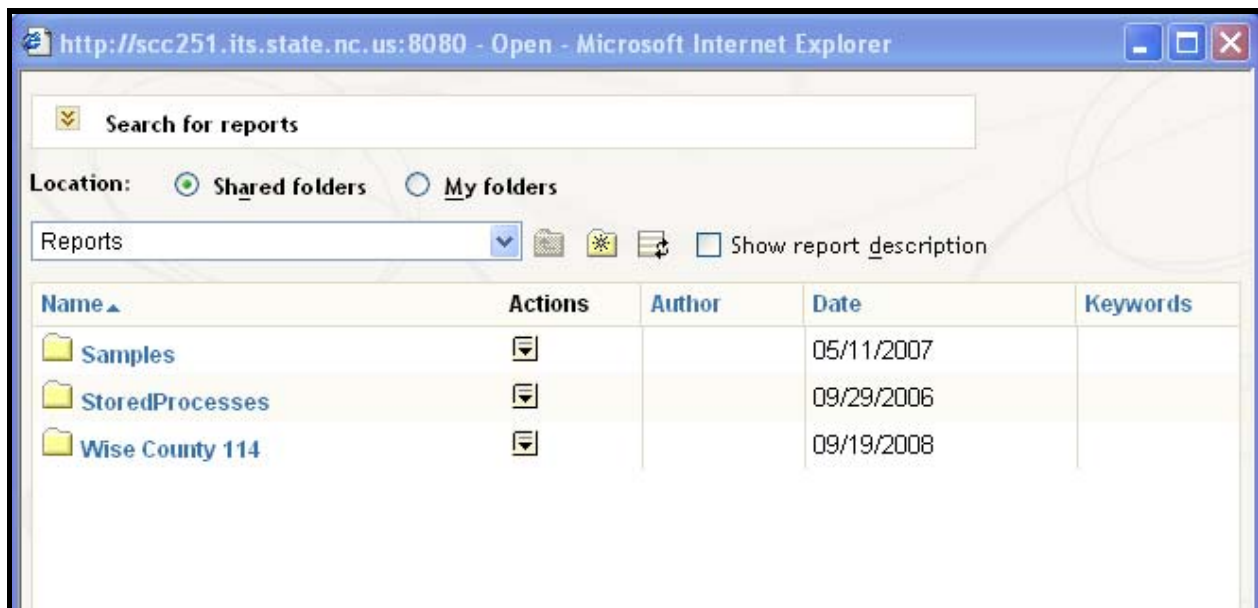 http://scc251.its.state.nc.us:8080 - Open - Microsoft Internet Explorer
Search for reports
Location: Shared folders My folders
Reports Show report description
Name Actions Author Date Keywords
Samples 05/11/2007
StoredProcesses 09/29/2006
Wise County 114 09/19/2008